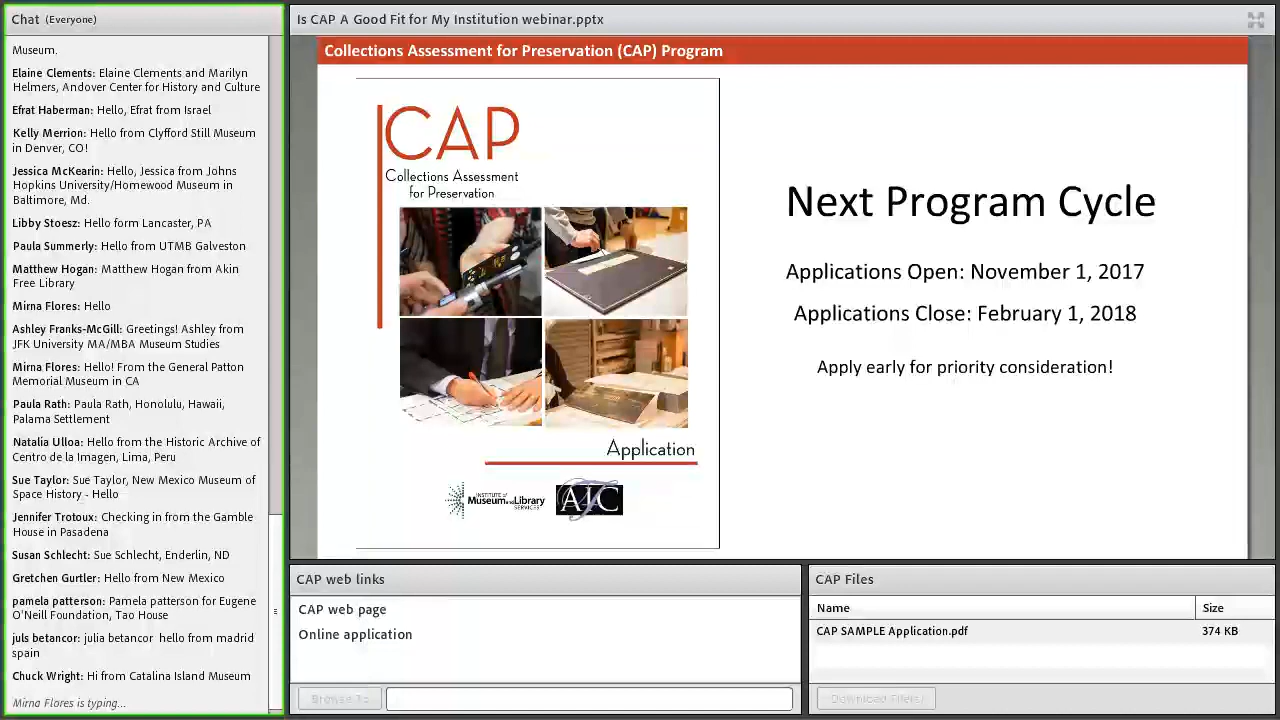 Chat (Everyone)
Museum.
Elaine Clements: Elaine Clements and Marilyn
Helmers, Andover Center for History and Culture
Efrat Haberman: Hello, Efrat from Israel
Kelly Merrion: Hello from Clyfford Still Museum
in Denver, CO!
Jessica McKearin: Hello, Jessica from Johns
Hopkins University/Homewood Museum in
Baltimore, Md.
Libby Stoesz: Hello form Lancaster, PA
Paula Summerly: Hello from UTMB Galveston
Matthew Hogan: Matthew Hogan from Akin
Free Library
Mirna Flores: Hello
Ashley Franks-McGill: Greetings! Ashley from
JFK University MA/MBA Museum Studies
Mirna Flores: Hello! From the General Patton
Memorial Museum in CA
Paula Rath: Paula Rath, Honolulu, Hawaii,
Palama Settlement
Natalia Ulloa: Hello from the Historic Archive of
Centro de la Imagen, Lima, Peru
Sue Taylor: Sue Taylor, New Mexico Museum of
Space History - Hello
Jennifer Trotoux: Checking in from the Gamble
House in Pasadena
Susan Schlecht: Sue Schlecht, Enderlin, ND
Gretchen Gurtler: Hello from New Mexico
pamela patterson: Pamela patterson for Eugene
O'Neill Foundation, Tao House
juls betancor: julia betancor hello from madrid
spain
Chuck Wright: Hi from Catalina Island Museum
Mirna Flores is typing...
Is CAP A Good Fit for My Institution webinar.pptx
Collections Assessment for Preservation (CAP) Program
CAP
Collections Assessment
for Preservation
Application
INSTITUTE of
Museum and Library
SERVICES
FAIC
Next Program Cycle
Applications Open: November 1, 2017
Applications Close: February 1, 2018
Apply early for priority consideration!
CAP web links
CAP web page
Online application
Browse To
CAP Files
Name Size
CAP SAMPLE Application.pdf 374 KB
Download File(s)